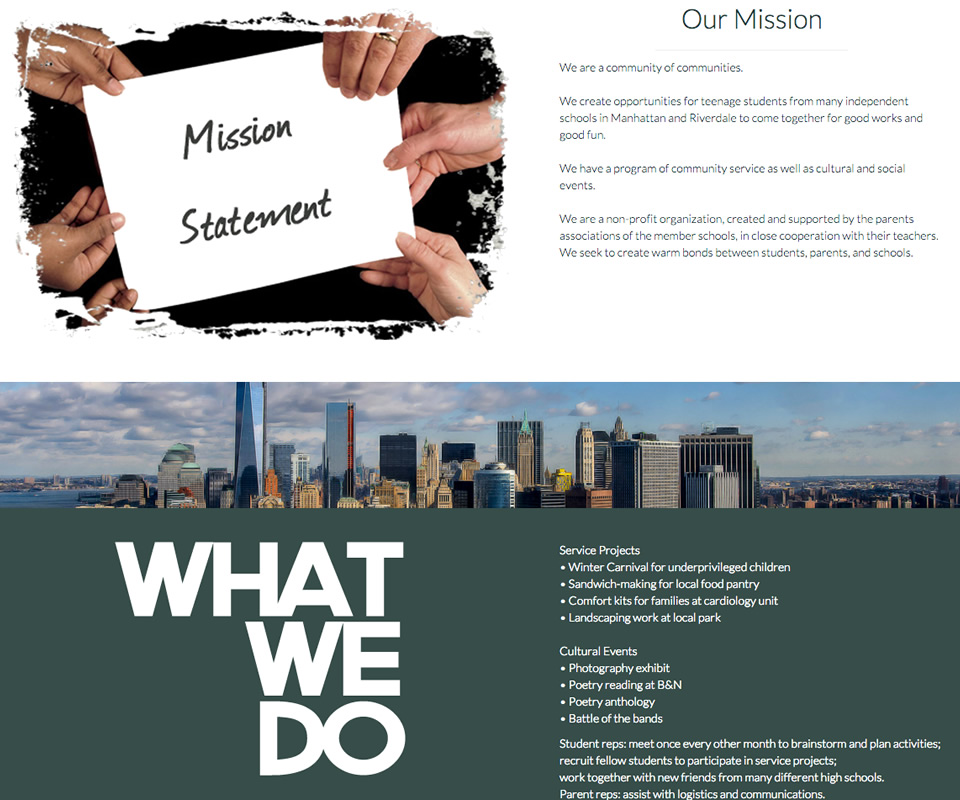 Mission
Statement
Our Mission
We are a community of communities.
We create opportunities for teenage students from many independent
schools in Manhattan and Riverdale to come together for good works and
good fun.
We have a program of community service as well as cultural and social
events.
We are a non-profit organization, created and supported by the parents
associations of the member schools, in close cooperation with their teachers.
We seek to create warm bonds between students, parents, and schools.
WHAT
WE
DO
Service Projects
• Winter Carnival for underprivileged children
• Sandwich-making for local food pantry
• Comfort kits for families at cardiology unit
• Landscaping work at local park
Cultural Events
• Photography exhibit
• Poetry reading at B&N
• Poetry anthology
• Battle of the bands
Student reps: meet once every other month to brainstorm and plan activities;
recruit fellow students to participate in service projects;
work together with new friends from many different high schools.
Parent reps: assist with logistics and communications.